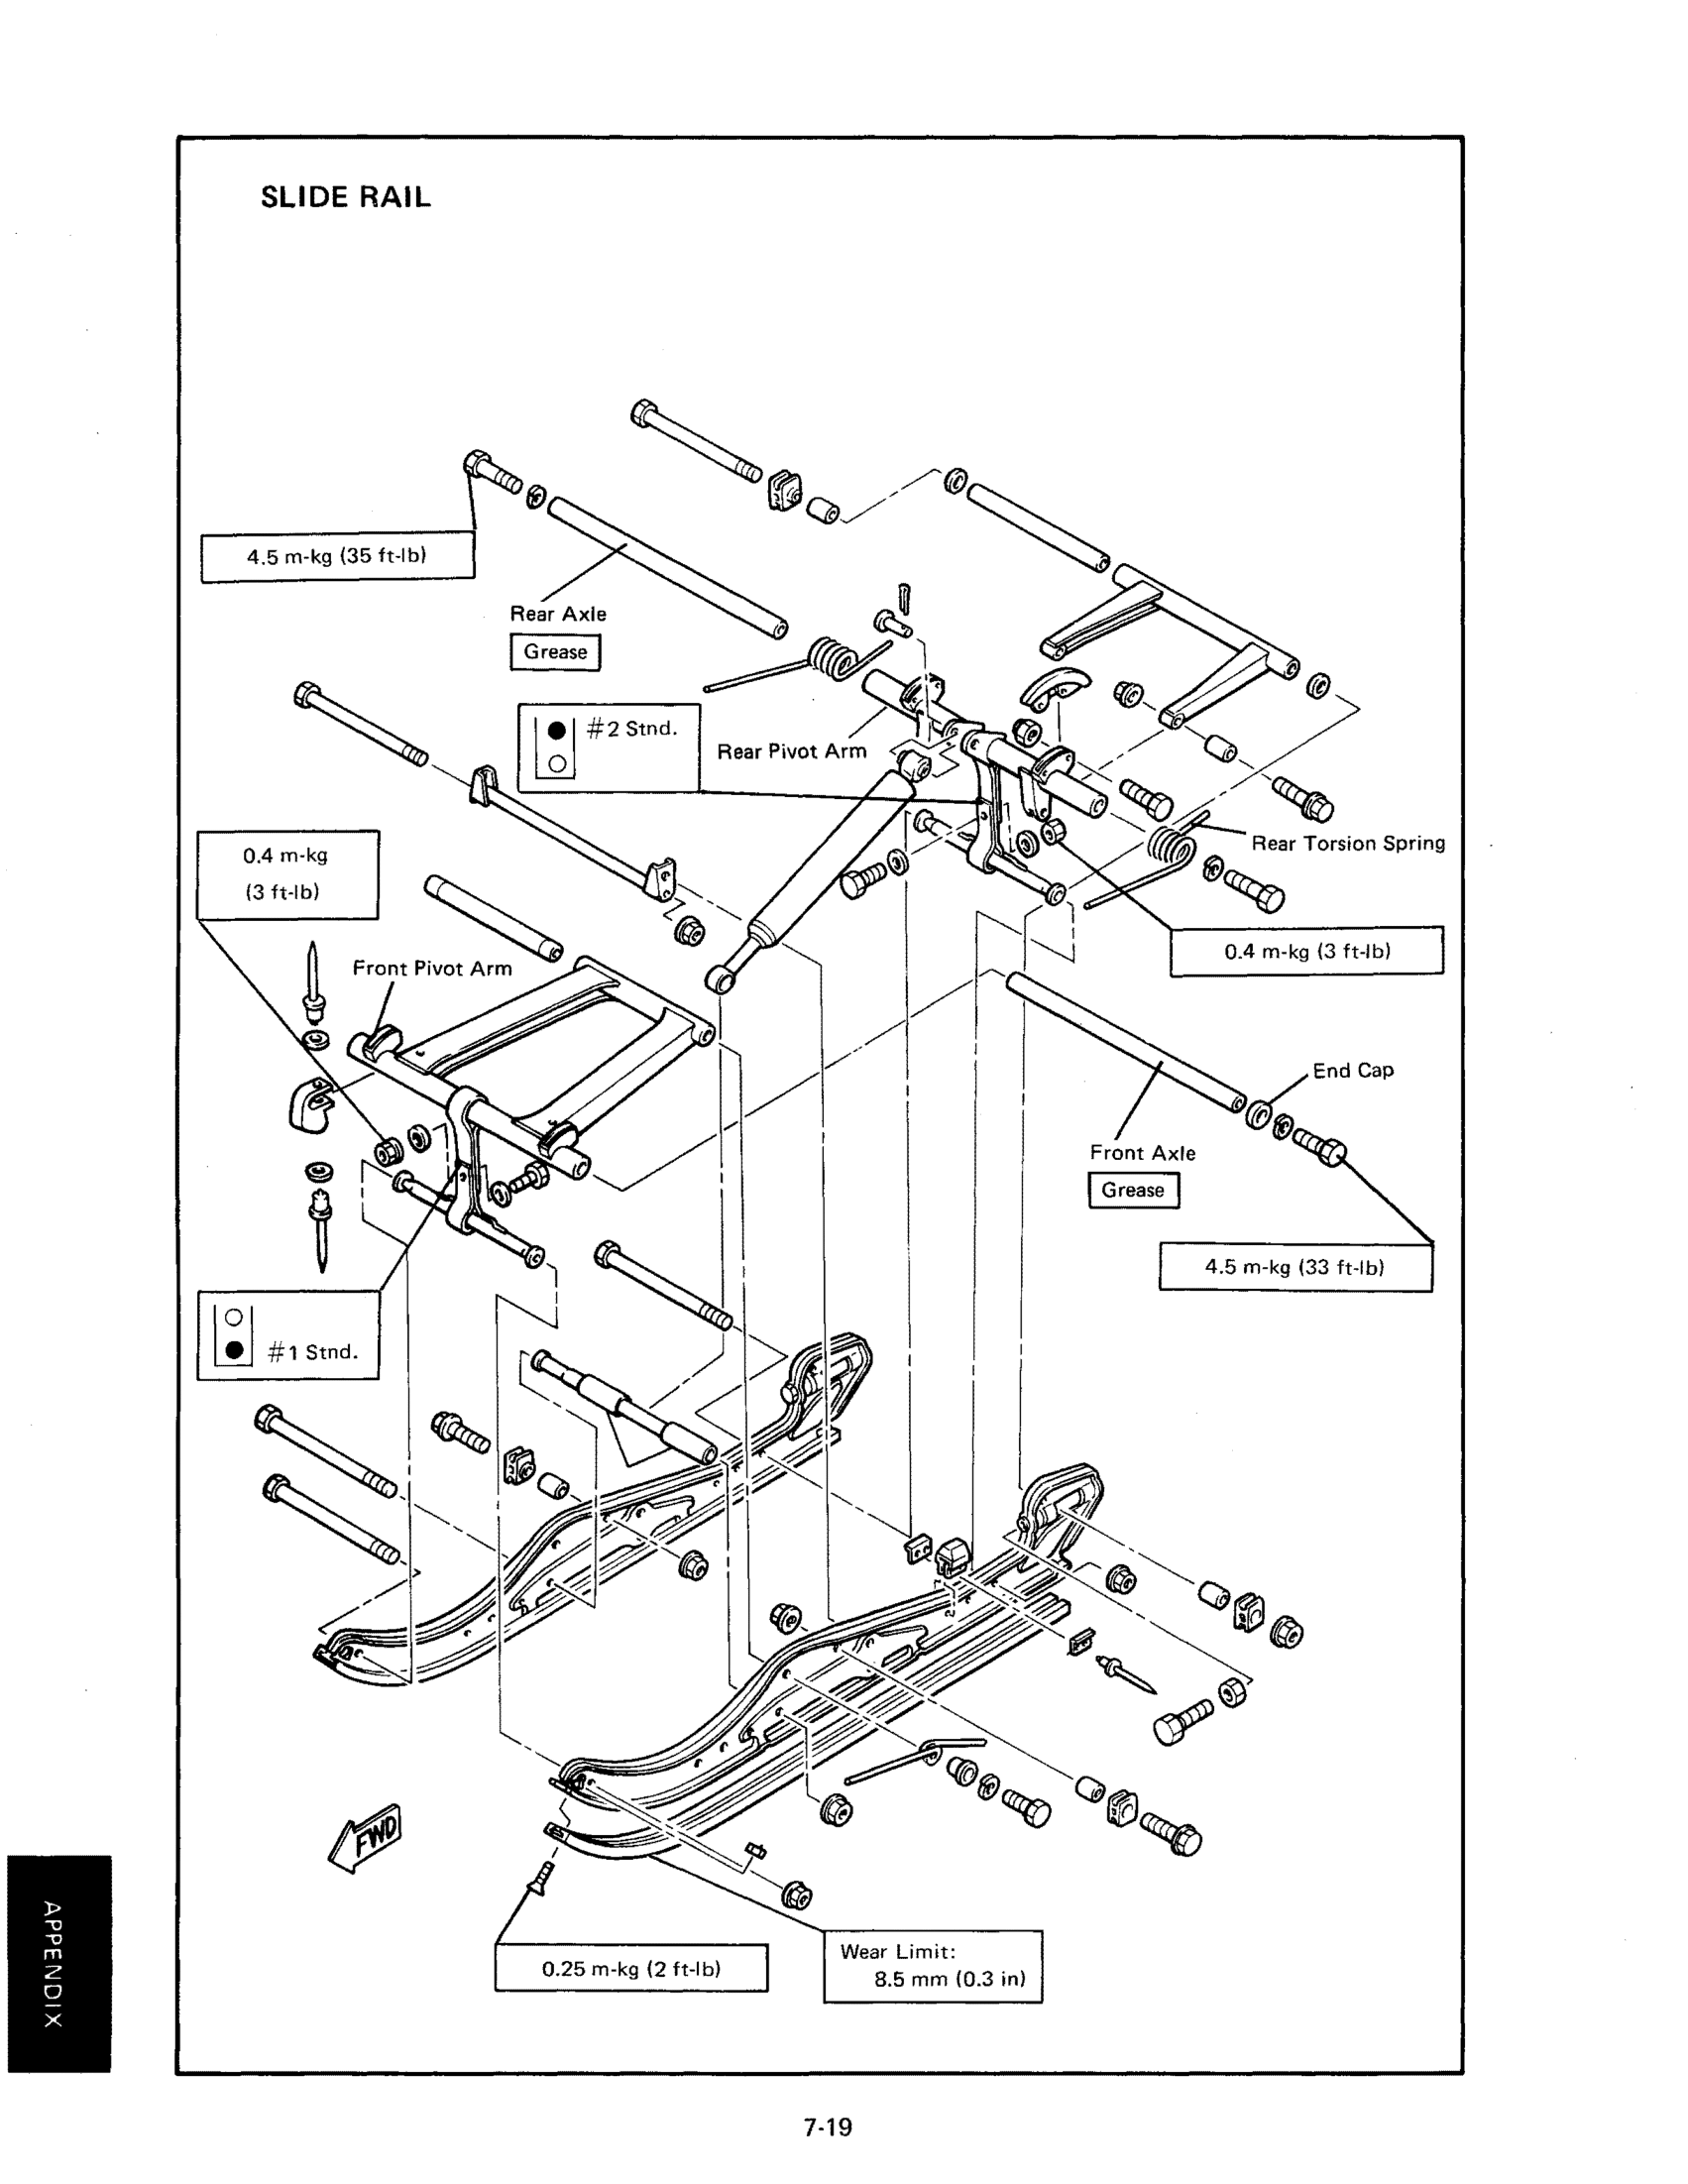 SLIDE RAIL
4.5 m-kg (35 ft-lb)
Rear Axle
Grease
#2 Stnd.
Rear Pivot Arm
Rear Torsion Spring
0.4 m-kg
(3 ft-lb)
0.4 m-kg (3 ft-lb)
Front Pivot Arm
End Cap
Front Axle
Grease
4.5 m-kg (33 ft-lb)
#1 Stnd.
FWD
0.25 m-kg (2 ft-lb)
Wear Limit:
8.5 mm (0.3 in)
APPENDIX
7-19